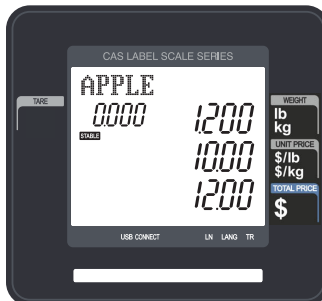 CAS LABEL SCALE SERIES
APPLE
TARE
0.000
1.200
WEIGHT
lb
kg
STABLE
10.00
UNIT PRICE
$/lb
$/kg
12.00
TOTAL PRICE
$
USB CONNECT LN LANG TR